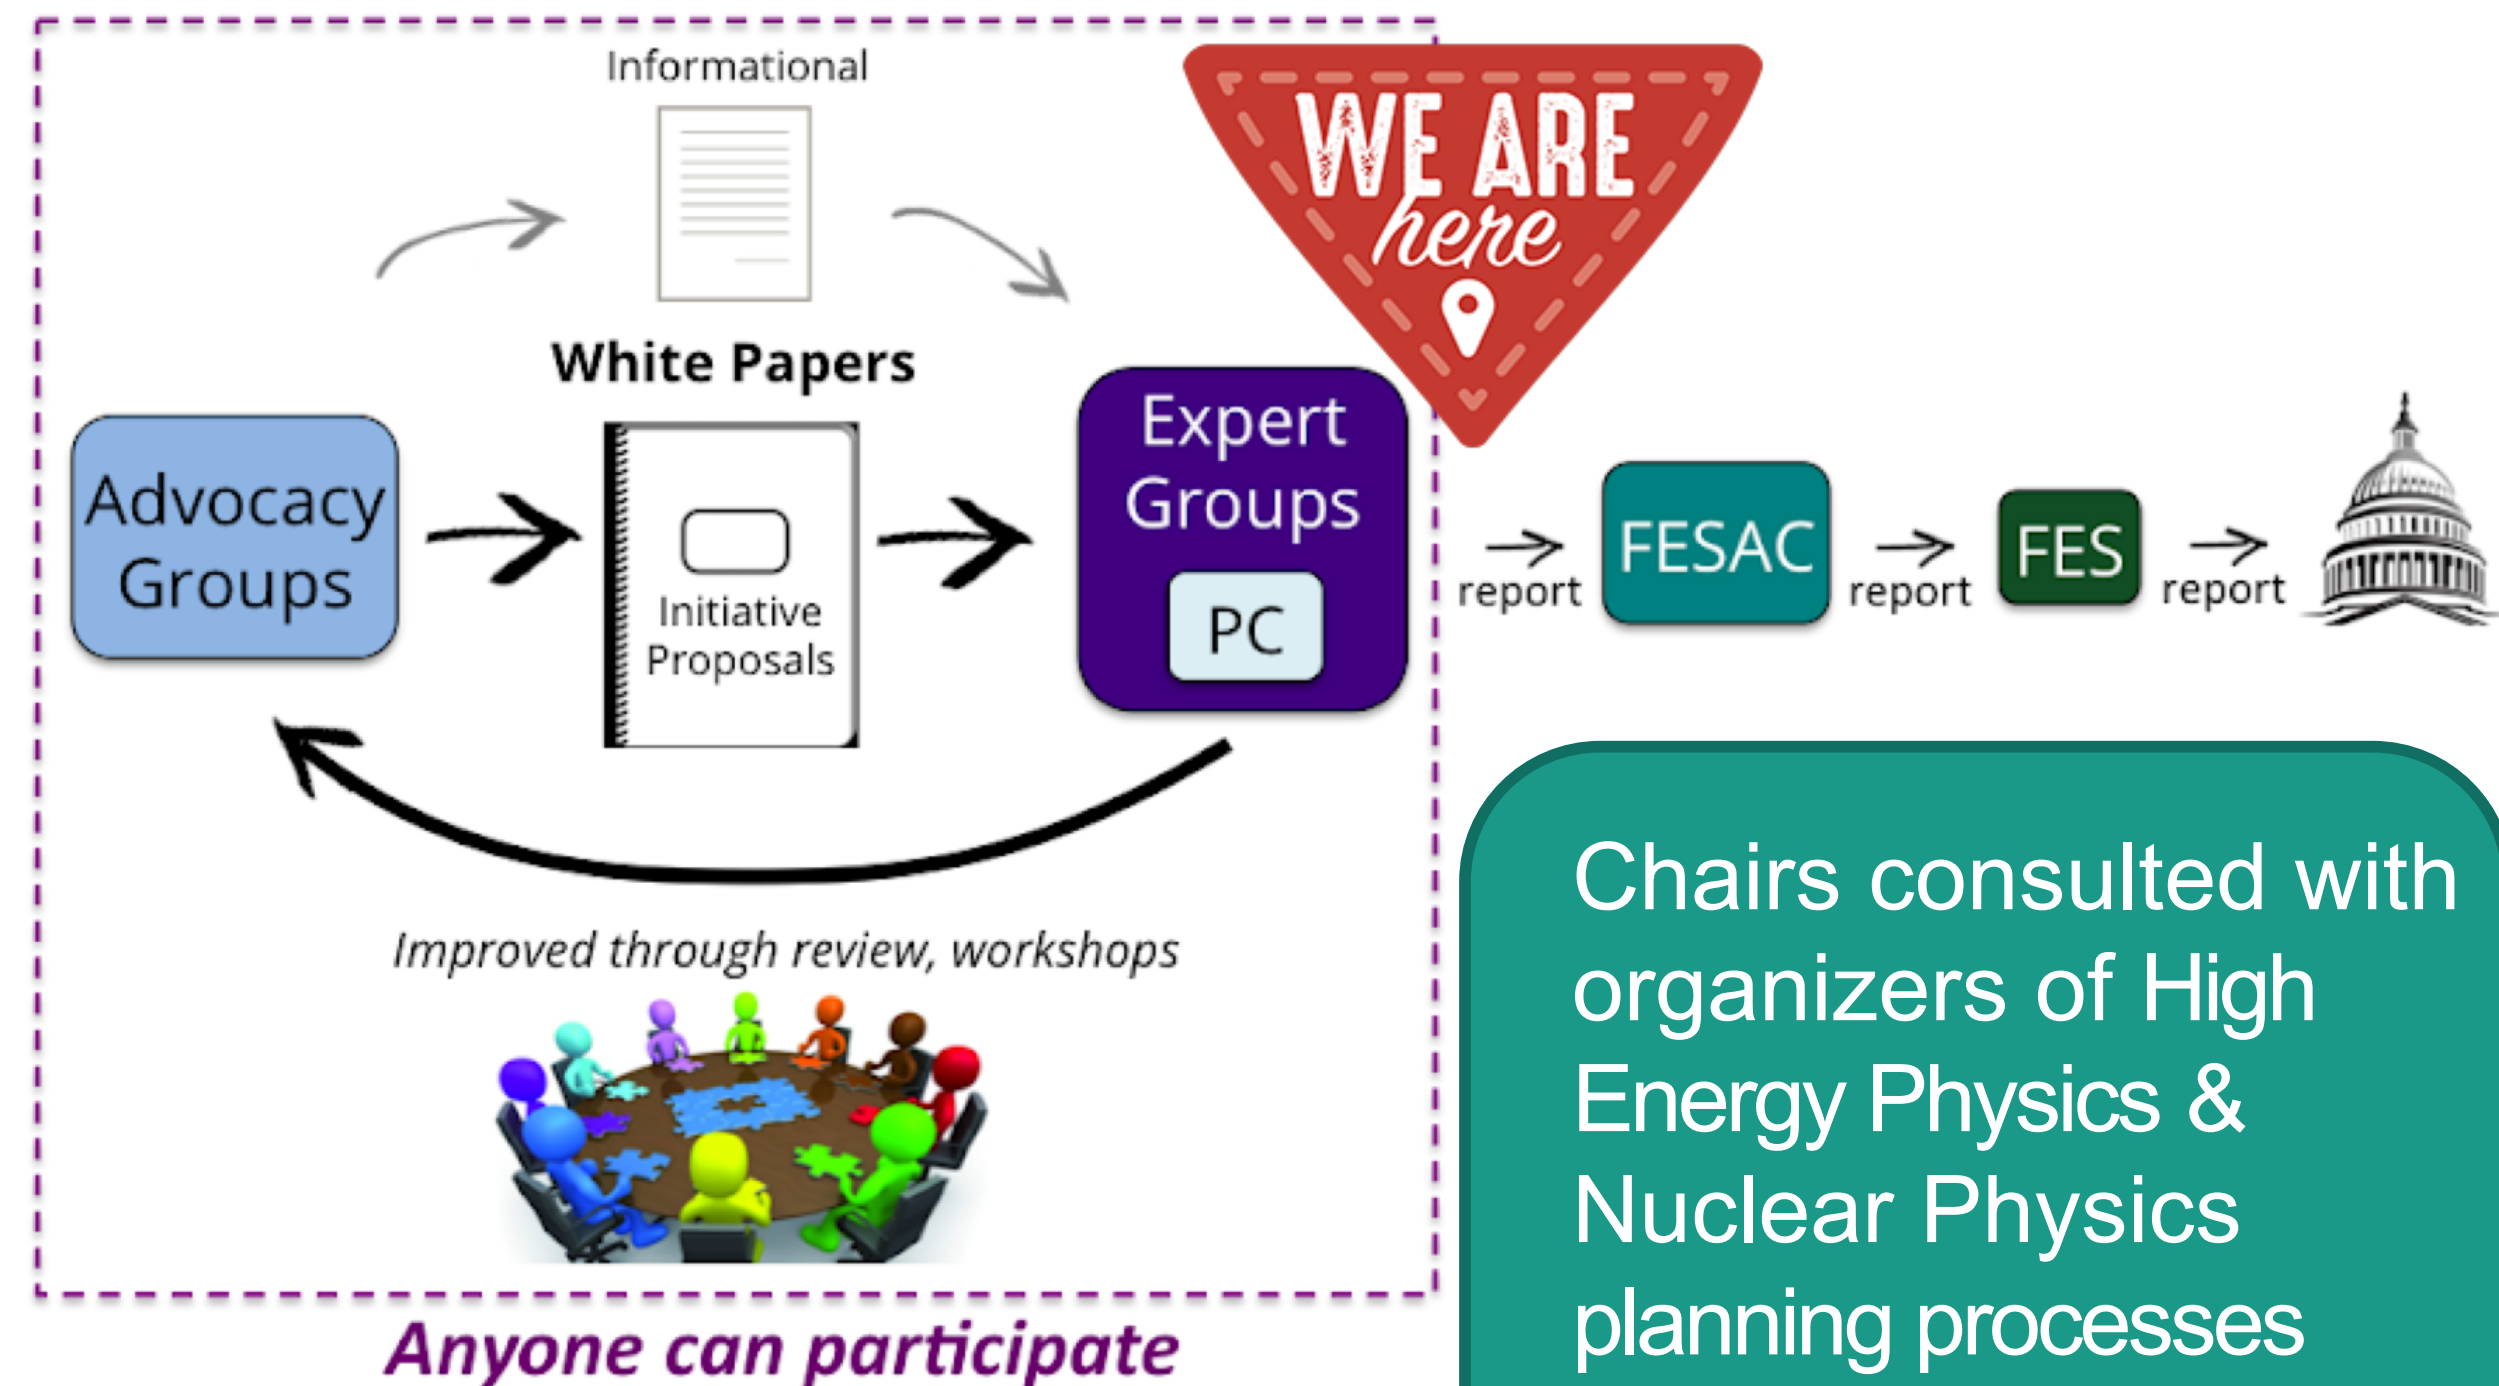 Informational
WE ARE
here
White Papers
Advocacy
Groups
Initiative
Proposals
Expert
Groups
PC
report
FESAC
report
FES
report
Improved through review, workshops
Anyone can participate
Chairs consulted with
organizers of High
Energy Physics &
Nuclear Physics
planning processes